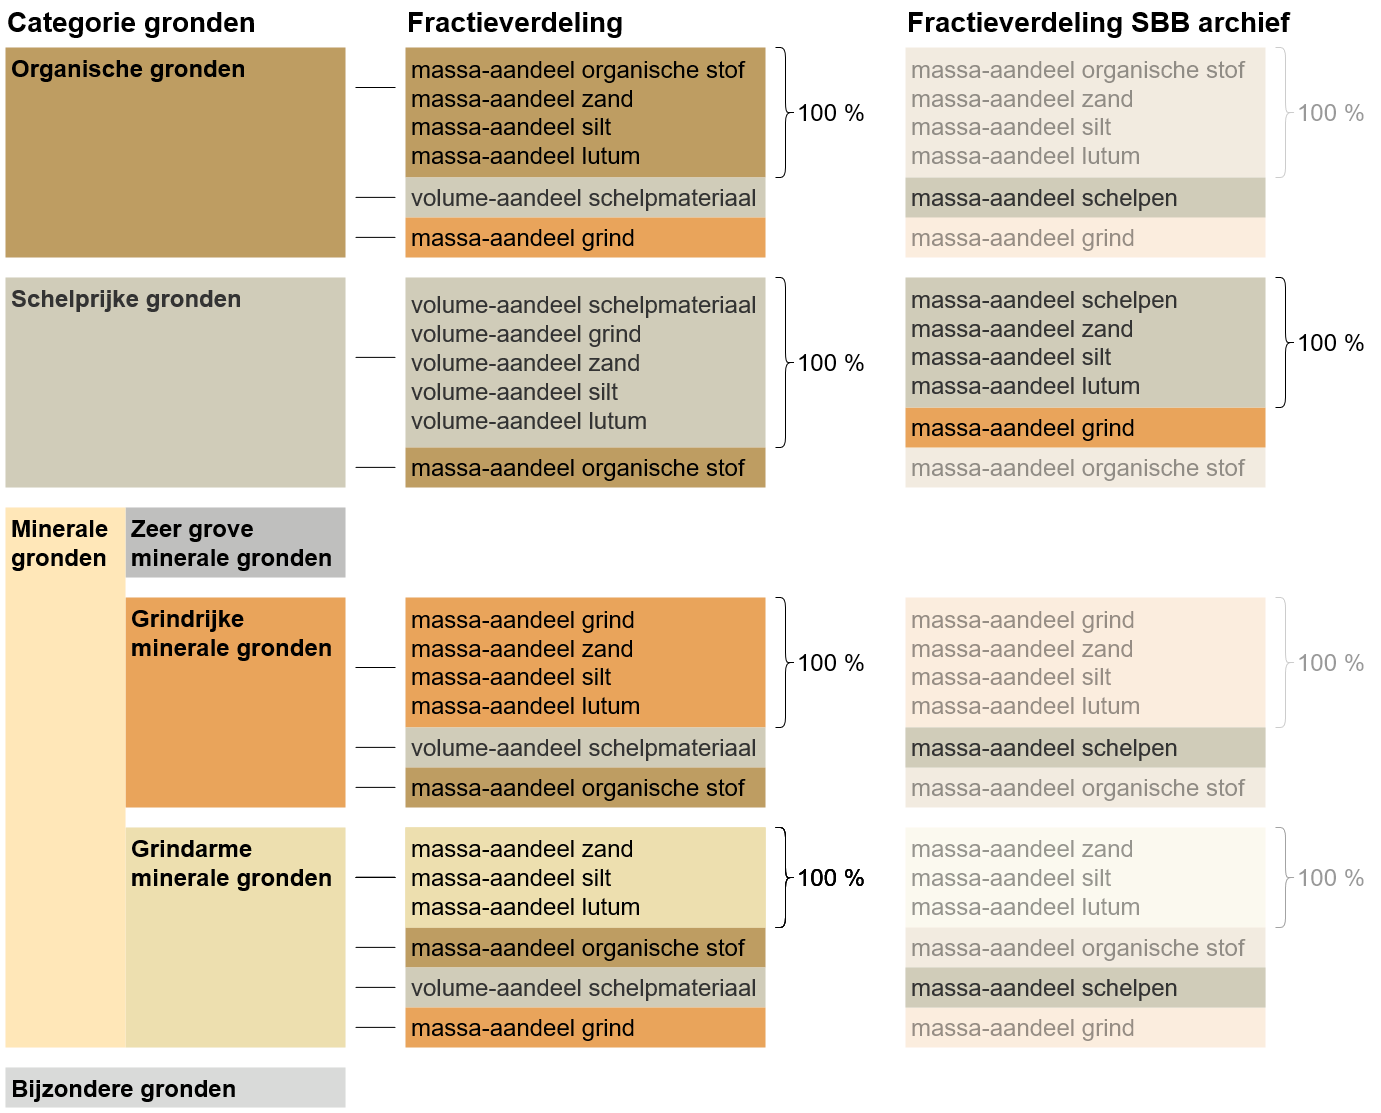 Categorie gronden
Fractieverdeling
Fractieverdeling SBB archief
Organische gronden
massa-aandeel organische stof
massa-aandeel zand
massa-aandeel silt
massa-aandeel lutum
100 %
volume-aandeel schelpmateriaal
massa-aandeel grind
massa-aandeel organische stof
massa-aandeel zand
massa-aandeel silt
massa-aandeel lutum
100 %
massa-aandeel schelpen
massa-aandeel grind
Schelprijke gronden
volume-aandeel schelpmateriaal
volume-aandeel grind
volume-aandeel zand
volume-aandeel silt
volume-aandeel lutum
100 %
massa-aandeel organische stof
massa-aandeel schelpen
massa-aandeel zand
massa-aandeel silt
massa-aandeel lutum
100 %
massa-aandeel grind
massa-aandeel organische stof
Minerale
gronden
Zeer grove
minerale gronden
Grindrijke
minerale gronden
massa-aandeel grind
massa-aandeel zand
massa-aandeel silt
massa-aandeel lutum
100 %
volume-aandeel schelpmateriaal
massa-aandeel organische stof
massa-aandeel grind
massa-aandeel zand
massa-aandeel silt
massa-aandeel lutum
100 %
massa-aandeel schelpen
massa-aandeel organische stof
Grindarme
minerale gronden
massa-aandeel zand
massa-aandeel silt
massa-aandeel lutum
100 %
massa-aandeel organische stof
volume-aandeel schelpmateriaal
massa-aandeel grind
massa-aandeel zand
massa-aandeel silt
massa-aandeel lutum
100 %
massa-aandeel organische stof
massa-aandeel schelpen
massa-aandeel grind
Bijzondere gronden